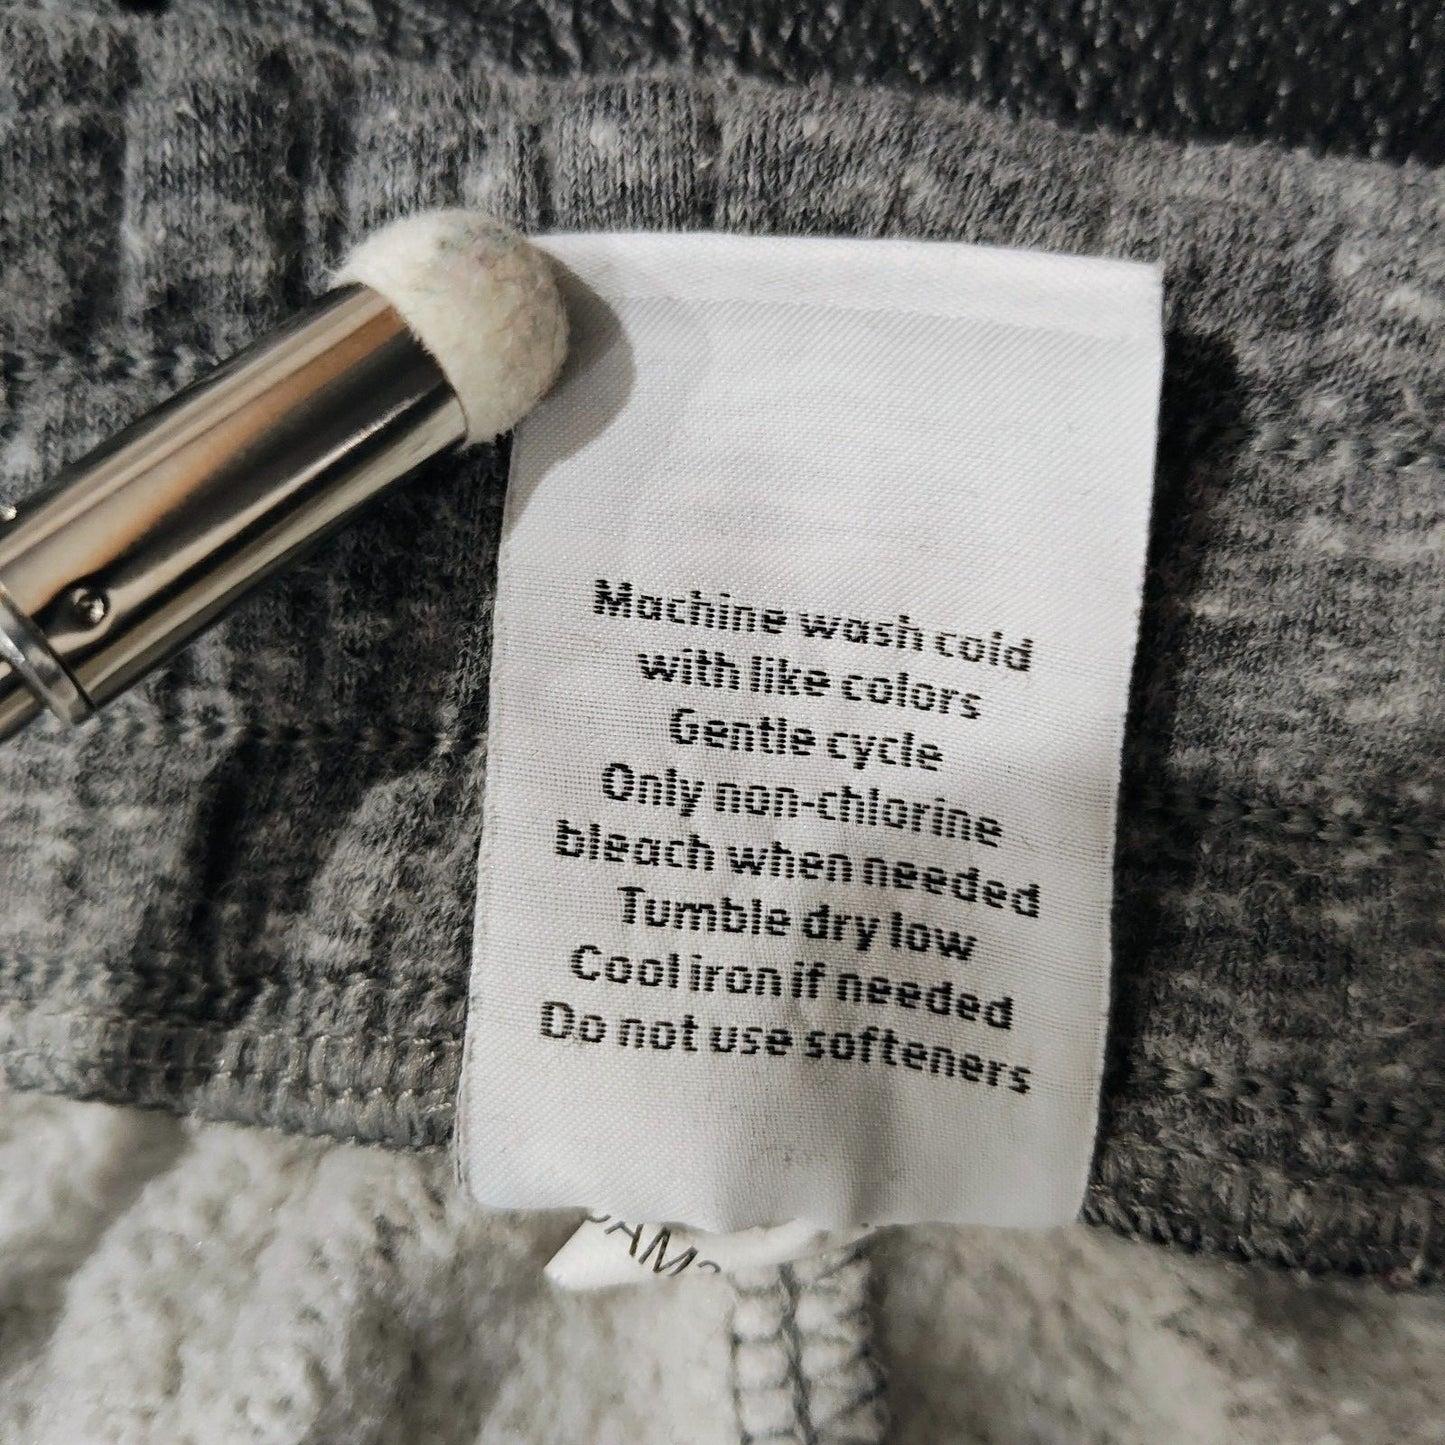 Machine wash cold
with like colors
Gentle cycle
Only non-chlorine
bleach when needed
Tumble dry low
Cool iron if needed
Do not use softeners